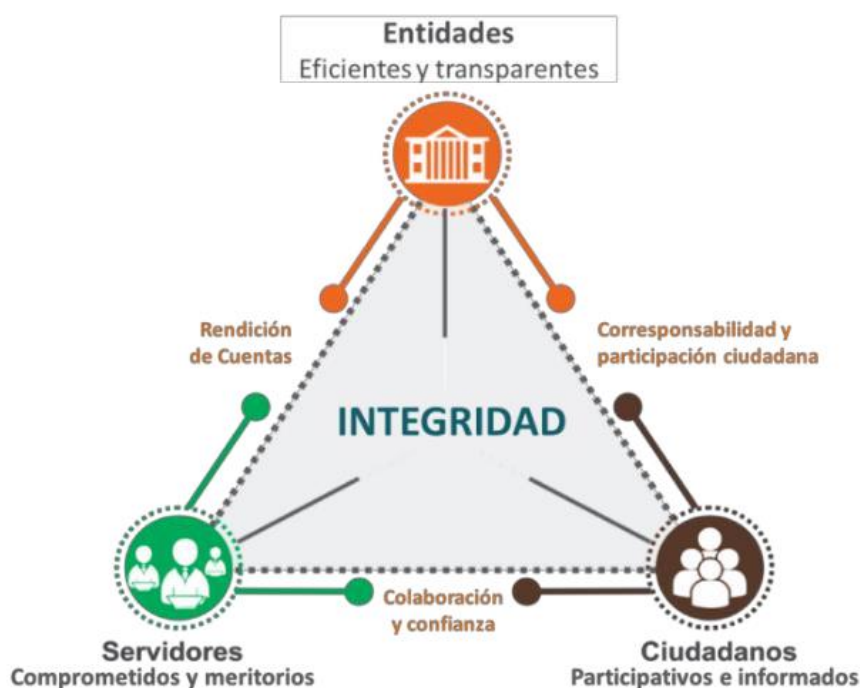 Entidades
Eficientes y transparentes
Rendición
de Cuentas
Corresponsabilidad y
participación ciudadana
INTEGRIDAD
Colaboración
y confianza
Servidores
Comprometidos y meritorios
Ciudadanos
Participativos e informados